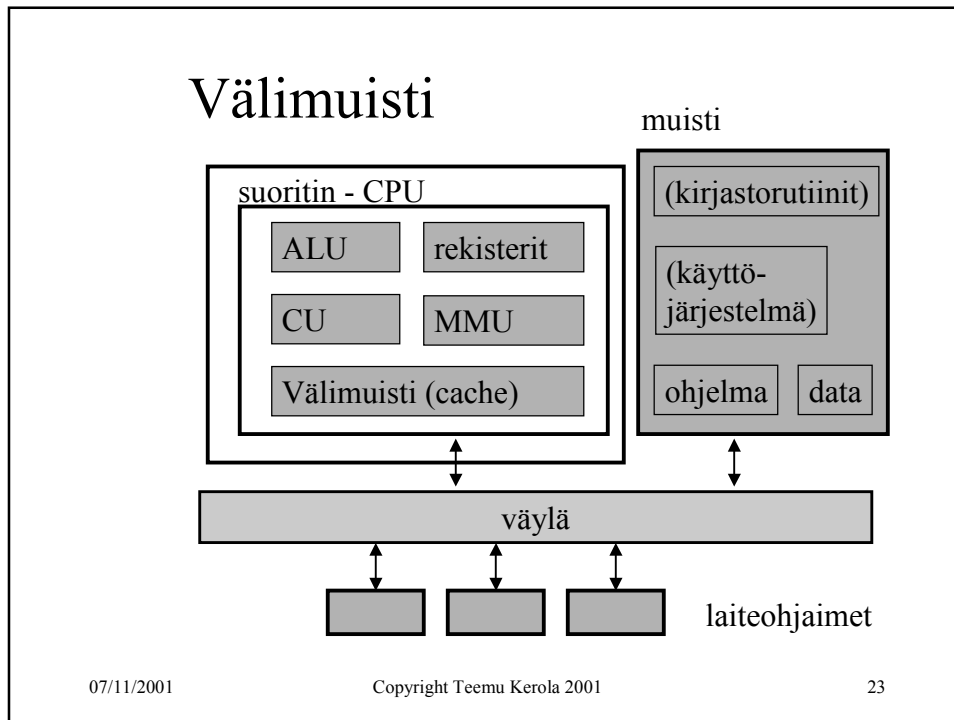 Välimuisti
muisti
suoritin - CPU
ALU
rekisterit
CU
MMU
Välimuisti (cache)
(kirjastorutiinit)
(käyttö-
järjestelmä)
ohjelma
data
väylä
laiteohjaimet
07/11/2001
Copyright Teemu Kerola 2001
23